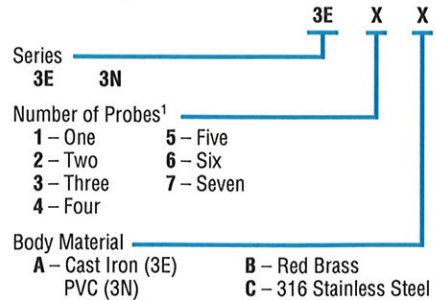 3E X X
Series
3E 3N
Number of Probes¹
1 – One 5 – Five
2 – Two 6 – Six
3 – Three 7 – Seven
4 – Four
Body Material
A – Cast Iron (3E) B – Red Brass
PVC (3N) C – 316 Stainless Steel